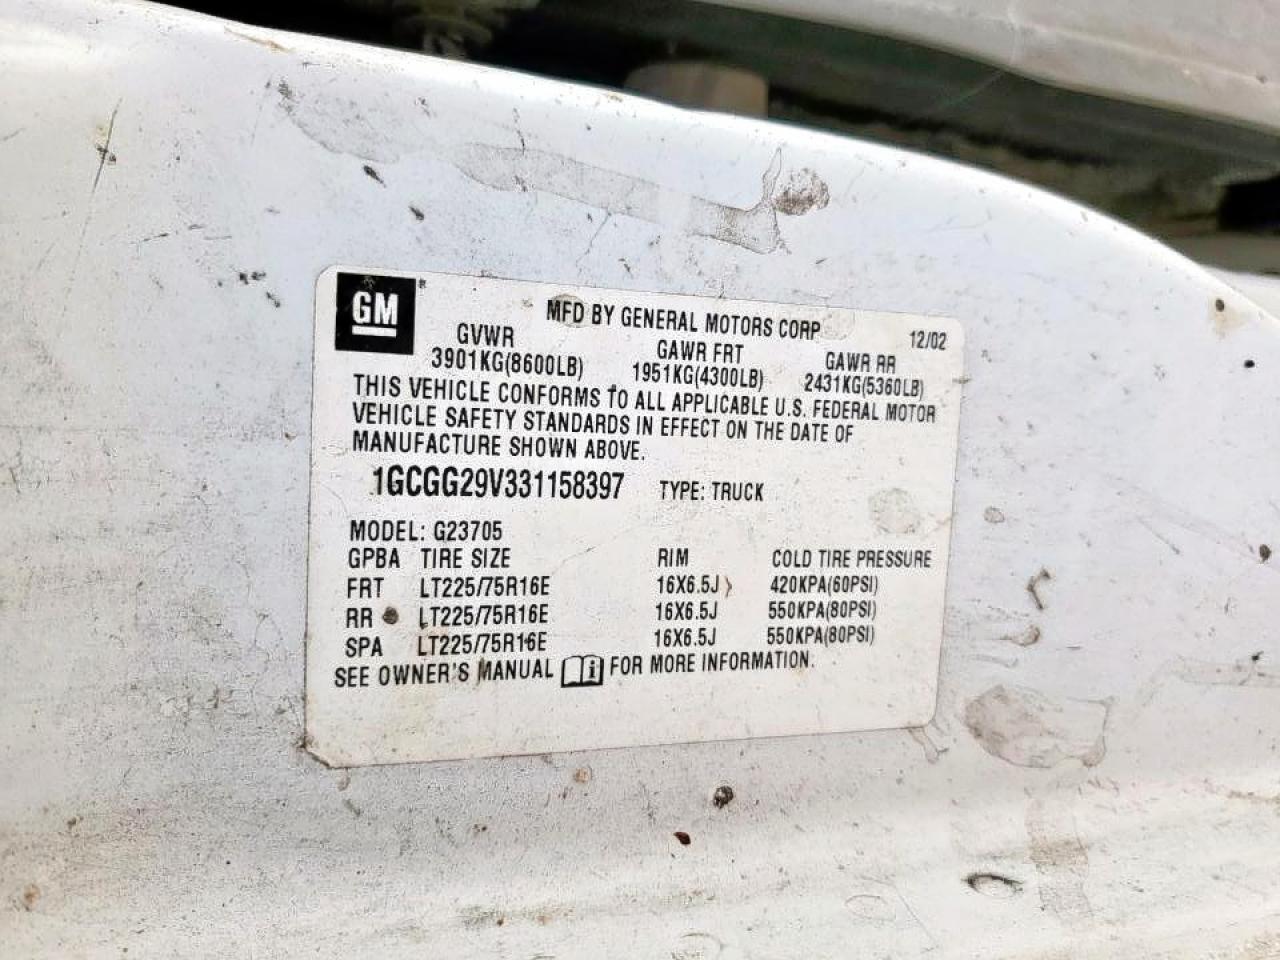 GM
MFD BY GENERAL MOTORS CORP 12/02
GVWR GAWR FRT GAWR RR
3901KG(8600LB) 1951KG(4300LB) 2431KG(5360LB)
THIS VEHICLE CONFORMS TO ALL APPLICABLE U.S. FEDERAL MOTOR
VEHICLE SAFETY STANDARDS IN EFFECT ON THE DATE OF
MANUFACTURE SHOWN ABOVE.
1GCGG29V331158397 TYPE: TRUCK
MODEL: G23705
GPBA TIRE SIZE RIM COLD TIRE PRESSURE
FRT LT225/75R16E 16X6.5J 420KPA(60PSI)
RR LT225/75R16E 16X6.5J 550KPA(80PSI)
SPA LT225/75R16E 16X6.5J 550KPA(80PSI)
SEE OWNER'S MANUAL i FOR MORE INFORMATION.